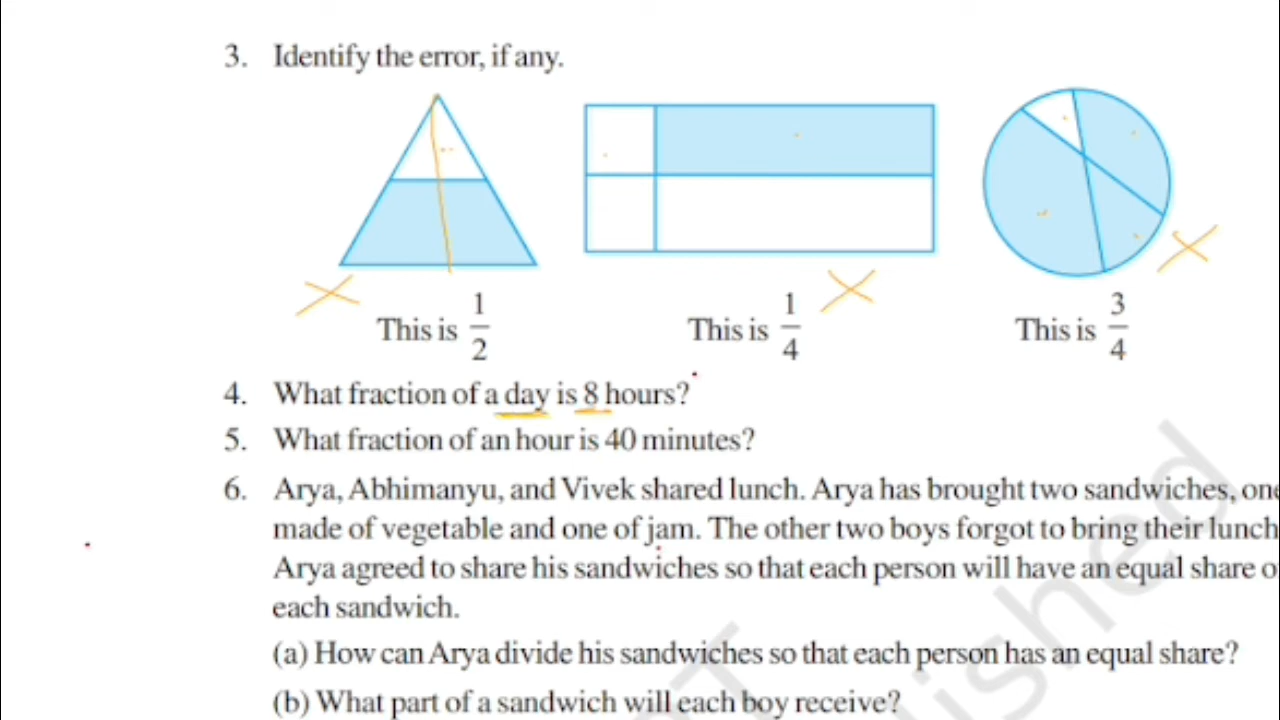 3. Identify the error, if any.
This is 1/2 This is 1/4 This is 3/4
4. What fraction of a day is 8 hours?
5. What fraction of an hour is 40 minutes?
6. Arya, Abhimanyu, and Vivek shared lunch. Arya has brought two sandwiches, one
made of vegetable and one of jam. The other two boys forgot to bring their lunch
Arya agreed to share his sandwiches so that each person will have an equal share o
each sandwich.
(a) How can Arya divide his sandwiches so that each person has an equal share?
(b) What part of a sandwich will each boy receive?